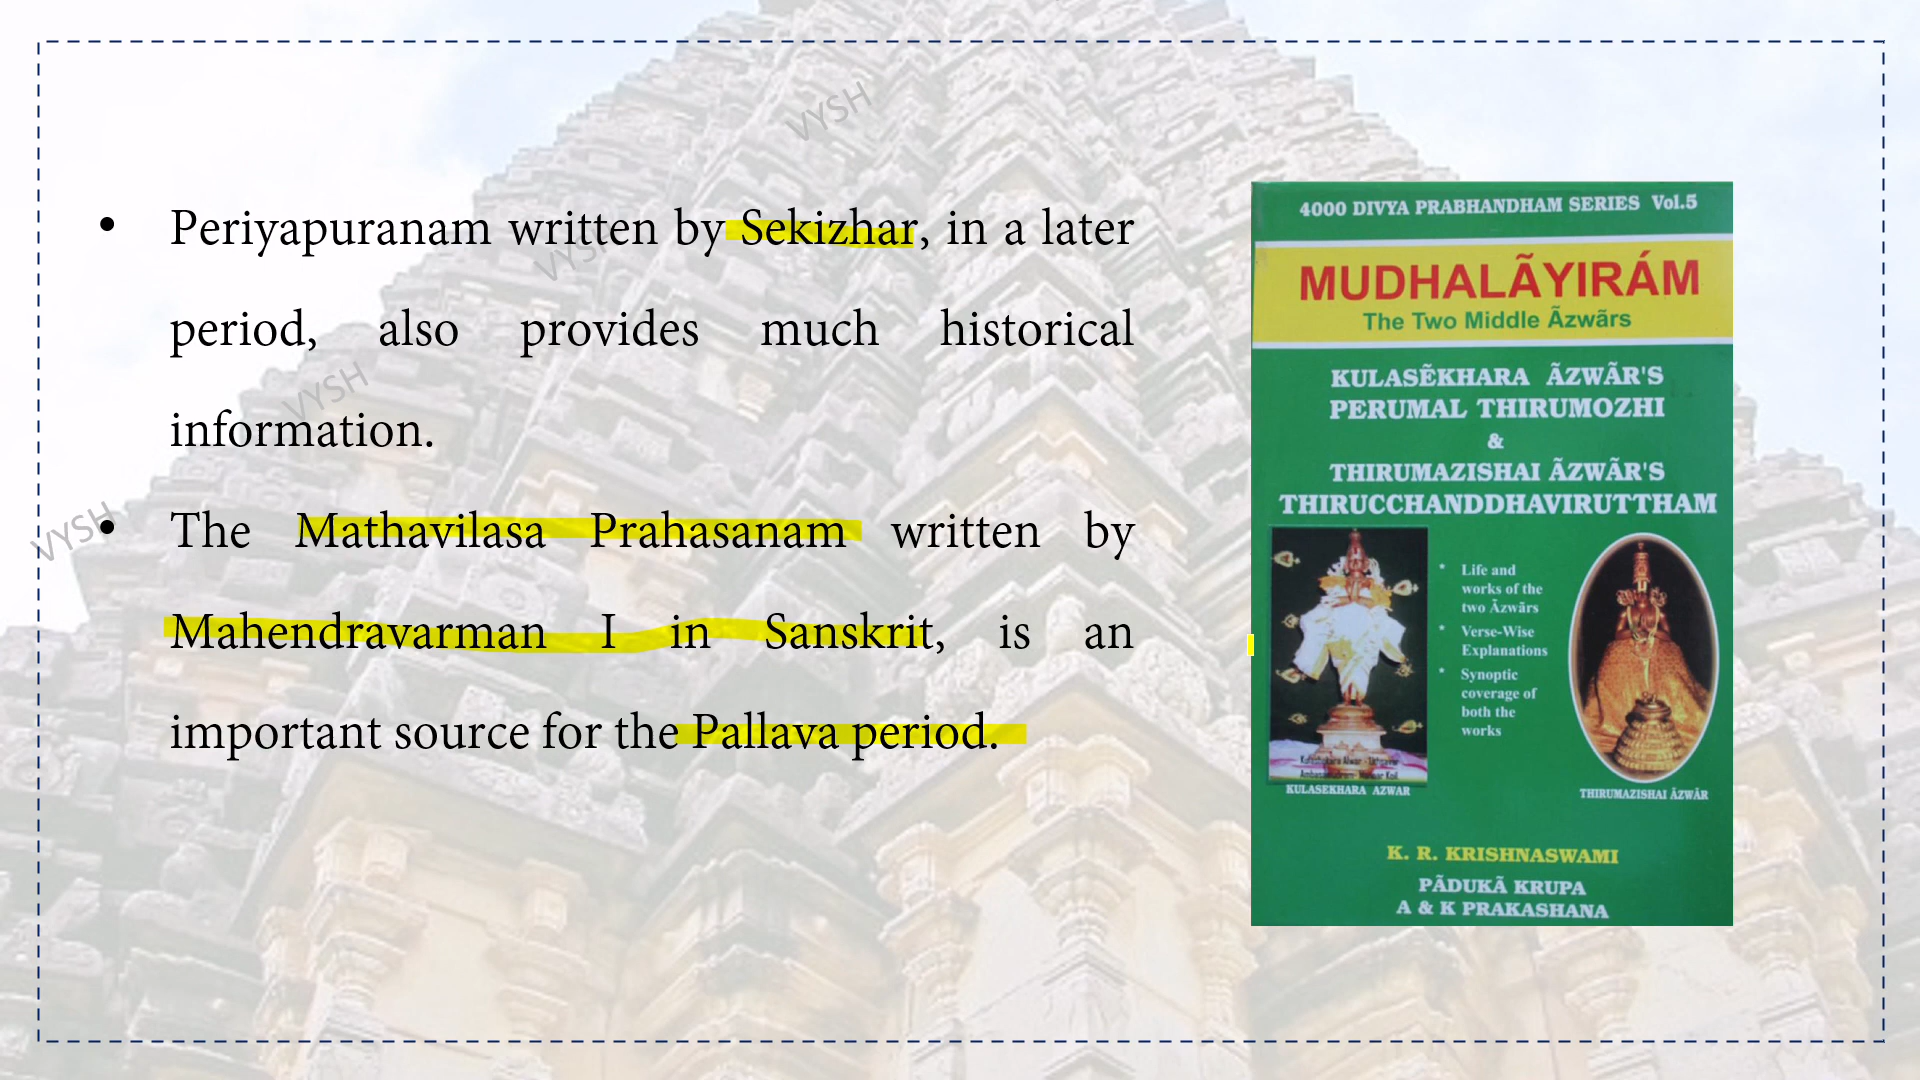 VYSH
• Periyapuranam written by Sekizhar, in a later
VYSH
period, also provides much historical
VYSH
information.
VYSH
• The Mathavilasa Prahasanam written by
Mahendravarman I in Sanskrit, is an
important source for the Pallava period.
4000 DIVYA PRABHANDHAM SERIES Vol.5
MUDHALÃYIRÁM
The Two Middle Ãzwãrs
KULASẼKHARA ÃZWÃR'S
PERUMAL THIRUMOZHI
&
THIRUMAZISHAI ÃZWÃR'S
THIRUCCHANDDHAVIRUTTHAM
* Life and
works of the
two Ãzwãrs
* Verse-Wise
Explanations
* Synoptic
coverage of
both the
works
KULASEKHARA AZWAR
THIRUMAZISHAI ÃZWÃR
K. R. KRISHNASWAMI
PÃDUKÃ KRUPA
A & K PRAKASHANA